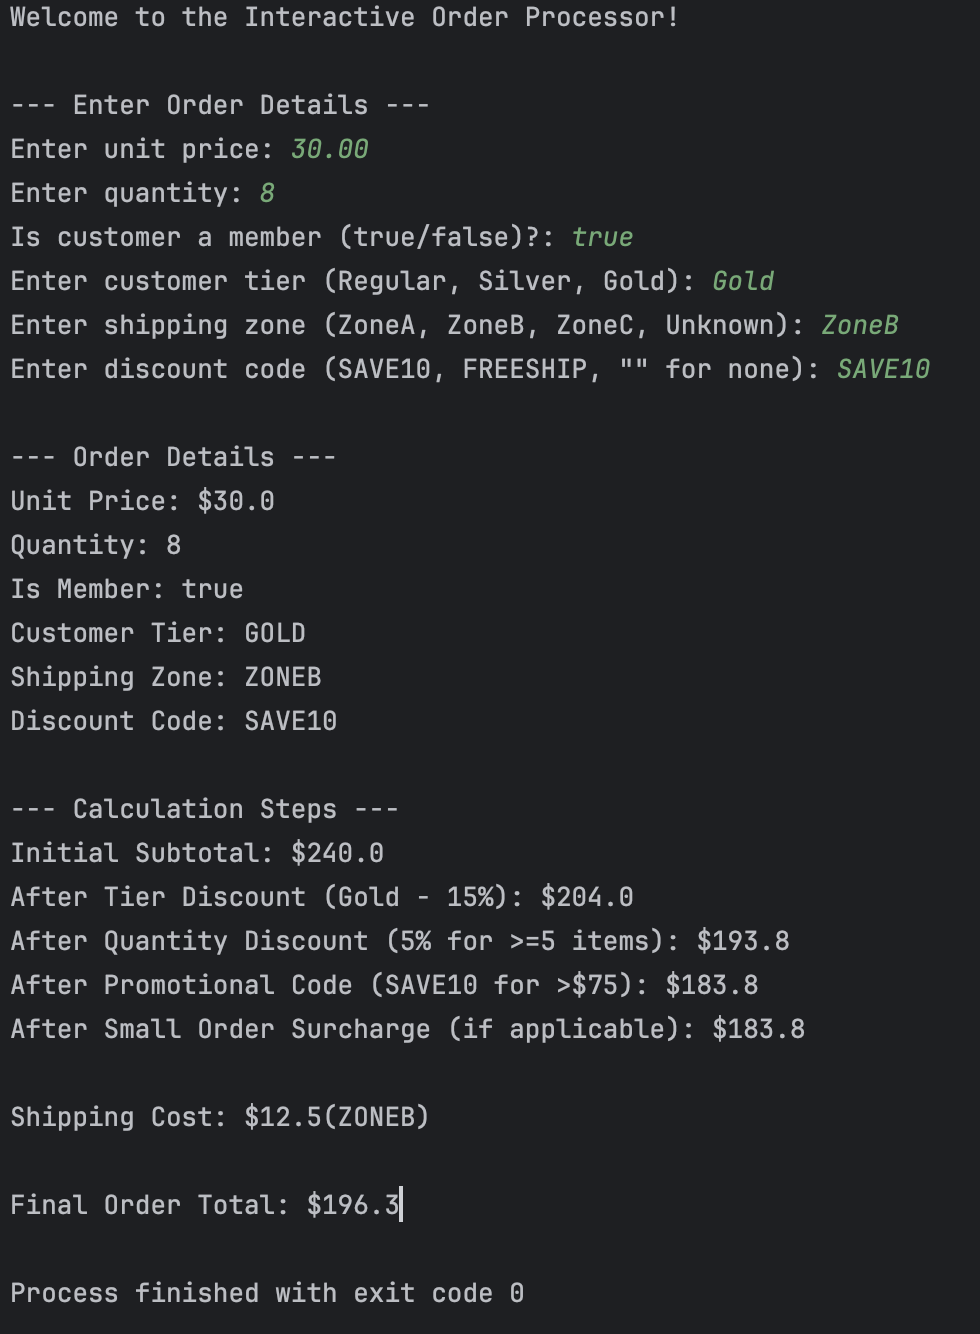 Welcome to the Interactive Order Processor!
--- Enter Order Details ---
Enter unit price: 30.00
Enter quantity: 8
Is customer a member (true/false)?: true
Enter customer tier (Regular, Silver, Gold): Gold
Enter shipping zone (ZoneA, ZoneB, ZoneC, Unknown): ZoneB
Enter discount code (SAVE10, FREESHIP, "" for none): SAVE10
--- Order Details ---
Unit Price: $30.0
Quantity: 8
Is Member: true
Customer Tier: GOLD
Shipping Zone: ZONEB
Discount Code: SAVE10
--- Calculation Steps ---
Initial Subtotal: $240.0
After Tier Discount (Gold - 15%): $204.0
After Quantity Discount (5% for >=5 items): $193.8
After Promotional Code (SAVE10 for >$75): $183.8
After Small Order Surcharge (if applicable): $183.8
Shipping Cost: $12.5(ZONEB)
Final Order Total: $196.3
Process finished with exit code 0